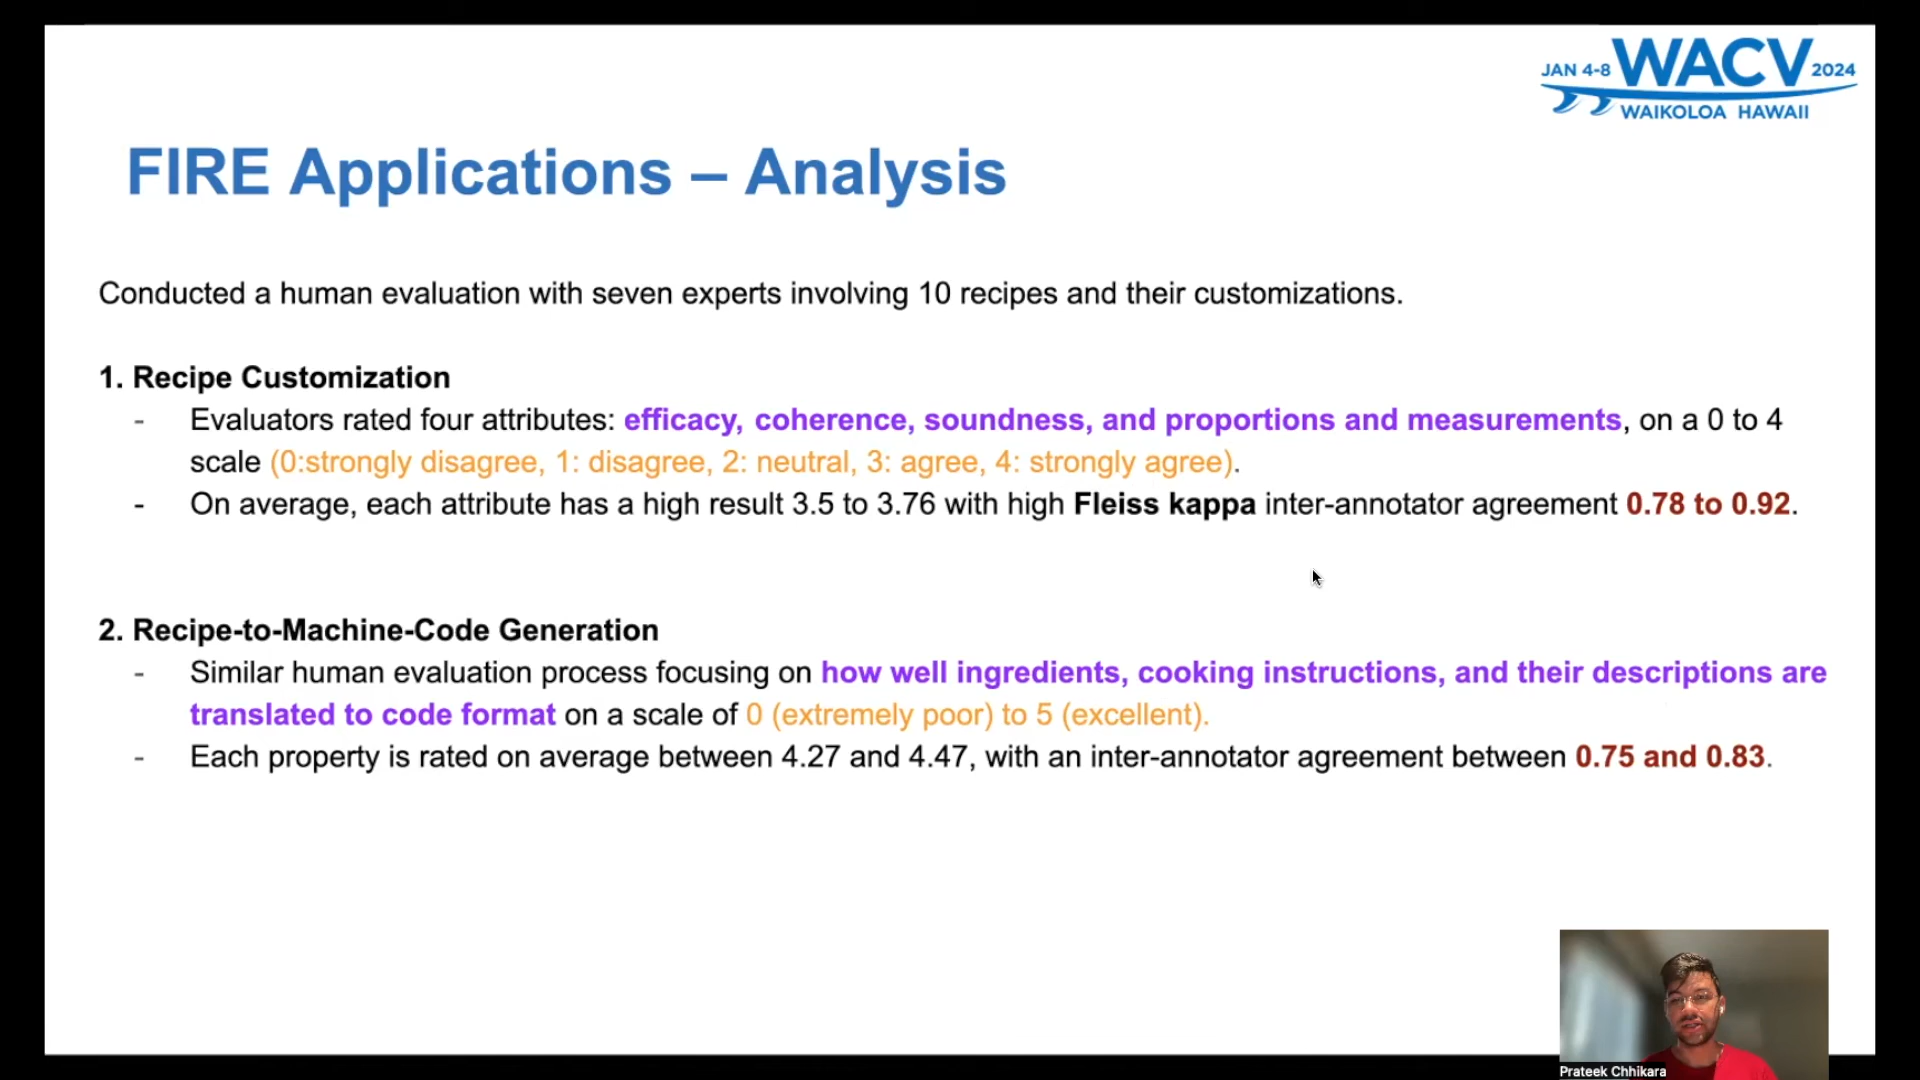 JAN 4-8 WACV 2024
WAIKOLOA HAWAII
FIRE Applications – Analysis
Conducted a human evaluation with seven experts involving 10 recipes and their customizations.
1. Recipe Customization
- Evaluators rated four attributes: efficacy, coherence, soundness, and proportions and measurements, on a 0 to 4
scale (0:strongly disagree, 1: disagree, 2: neutral, 3: agree, 4: strongly agree).
- On average, each attribute has a high result 3.5 to 3.76 with high Fleiss kappa inter-annotator agreement 0.78 to 0.92.
2. Recipe-to-Machine-Code Generation
- Similar human evaluation process focusing on how well ingredients, cooking instructions, and their descriptions are
translated to code format on a scale of 0 (extremely poor) to 5 (excellent).
- Each property is rated on average between 4.27 and 4.47, with an inter-annotator agreement between 0.75 and 0.83.
Prateek Chhikara